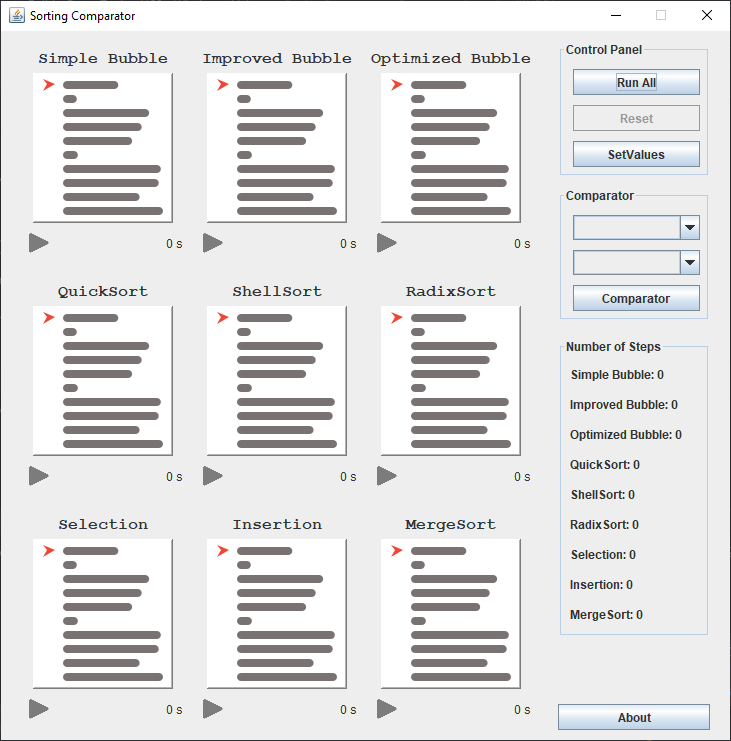 Sorting Comparator
Simple Bubble
Improved Bubble
Optimized Bubble
0 s
0 s
0 s
QuickSort
ShellSort
RadixSort
0 s
0 s
0 s
Selection
Insertion
MergeSort
0 s
0 s
0 s
Control Panel
Run All
Reset
SetValues
Comparator
Comparator
Number of Steps
Simple Bubble: 0
Improved Bubble: 0
Optimized Bubble: 0
QuickSort: 0
ShellSort: 0
RadixSort: 0
Selection: 0
Insertion: 0
MergeSort: 0
About